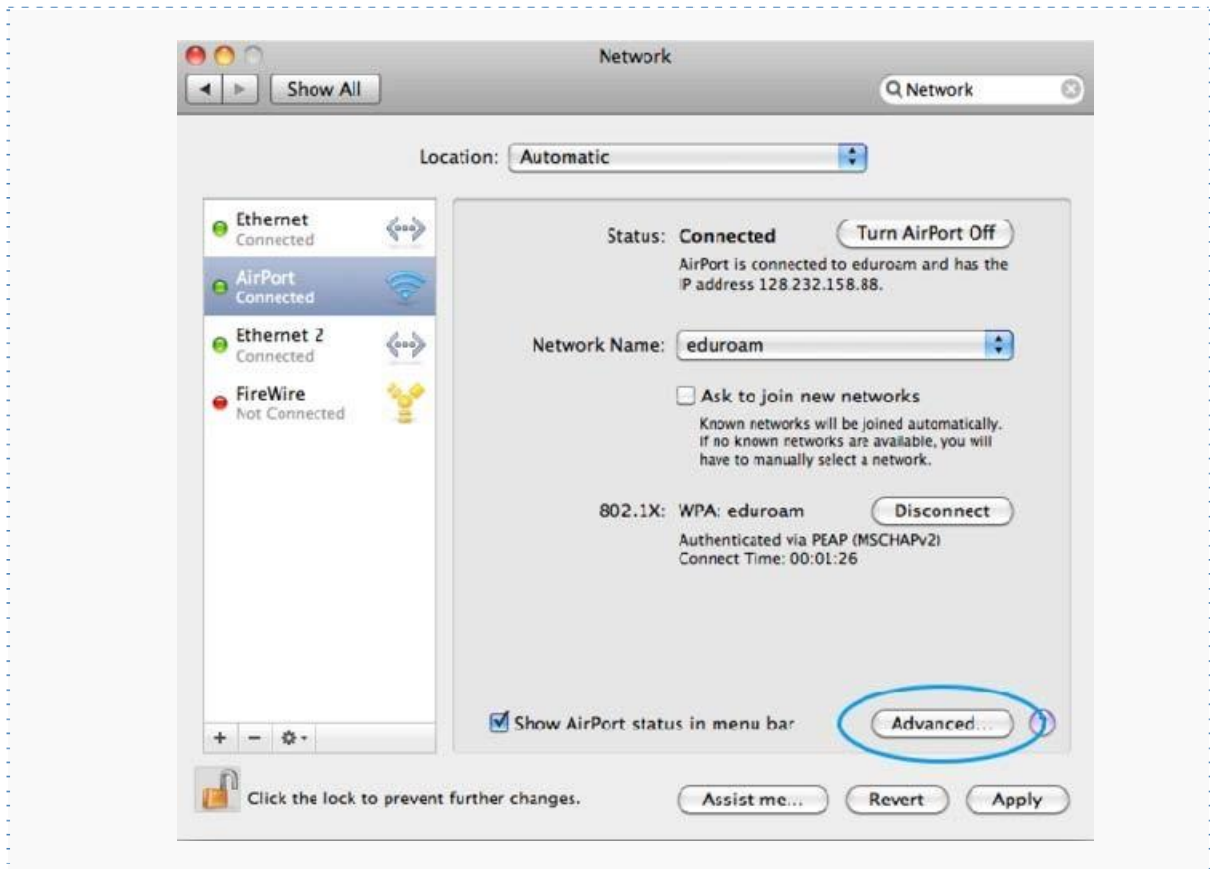 Network
Show All
Network
Location: Automatic
Ethernet
Connected
AirPort
Connected
Ethernet 2
Connected
FireWire
Not Connected
Status: Connected
Turn AirPort Off
AirPort is connected to eduroam and has the
IP address 128.232.158.88.
Network Name: eduroam
Ask to join new networks
Known networks will be joined automatically.
If no known networks are available, you will
have to manually select a network.
802.1X: WPA: eduroam
Disconnect
Authenticated via PEAP (MSCHAPv2)
Connect Time: 00:01:26
Show AirPort status in menu bar
Advanced...
?
Click the lock to prevent further changes.
Assist me...
Revert
Apply